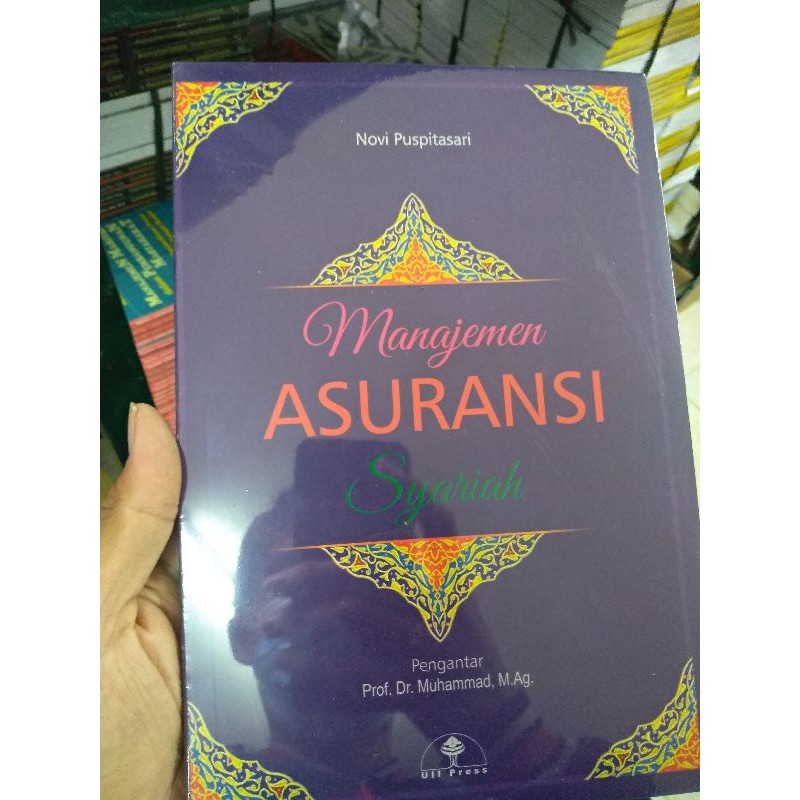 Novi Puspitasari
Manajemen
ASURANSI
Syariah
Pengantar
Prof. Dr. Muhammad, M.Ag.
UII Press